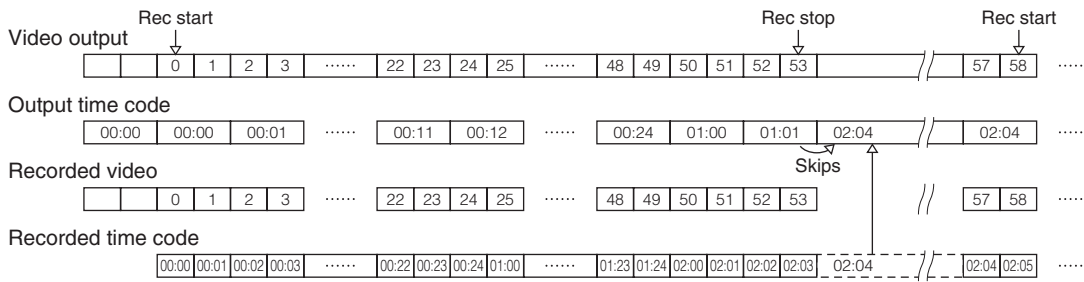 Rec start Rec stop Rec start
Video output
0 1 2 3 ······ 22 23 24 25 ······ 48 49 50 51 52 53 57 58 ·····
Output time code
00:00 00:00 00:01 ······ 00:11 00:12 ······ 00:24 01:00 01:01 02:04 02:04 ·····
Skips
Recorded video
0 1 2 3 ······ 22 23 24 25 ······ 48 49 50 51 52 53 57 58 ·····
Recorded time code
00:00 00:01 00:02 00:03 ······ 00:22 00:23 00:24 01:00 ······ 01:23 01:24 02:00 02:01 02:02 02:03 02:04 02:04 02:05 ·····